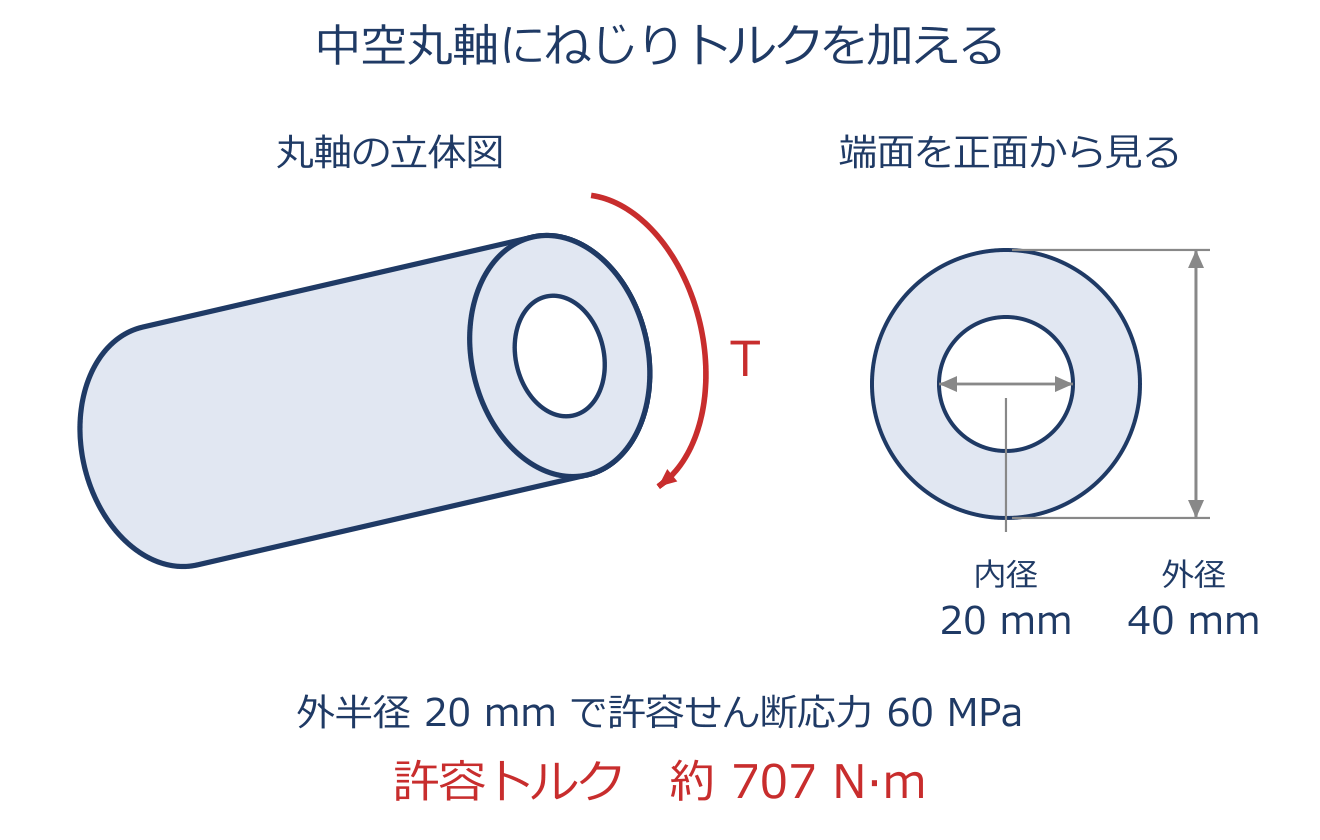 中空丸軸にねじりトルクを加える
丸軸の立体図
端面を正面から見る
T
内径
20 mm
外径
40 mm
外半径 20 mm で許容せん断応力 60 MPa
許容トルク　約 707 N·m